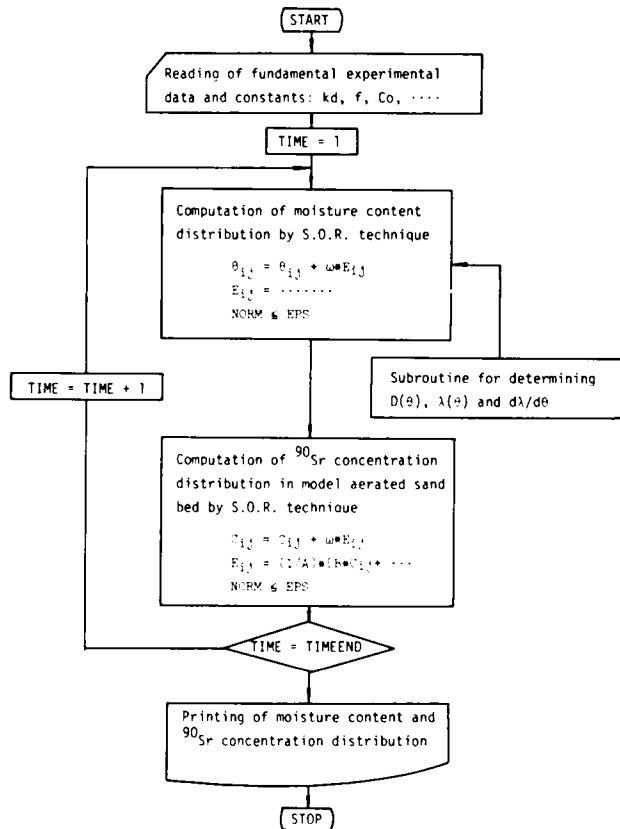 START
Reading of fundamental experimental
data and constants: kd, f, Co, ····
TIME = 1
Computation of moisture content
distribution by S.O.R. technique
θij = θij + ω*Eij
Eij = ·······
NORM ≤ EPS
TIME = TIME + 1
Subroutine for determining
D(θ), λ(θ) and dλ/dθ
Computation of ⁹⁰Sr concentration
distribution in model aerated sand
bed by S.O.R. technique
Cij = Cij + ω*Eij
Eij = (1/A)*(B*Cij+ ···
NORM ≤ EPS
TIME = TIMEEND
Printing of moisture content and
⁹⁰Sr concentration distribution
STOP